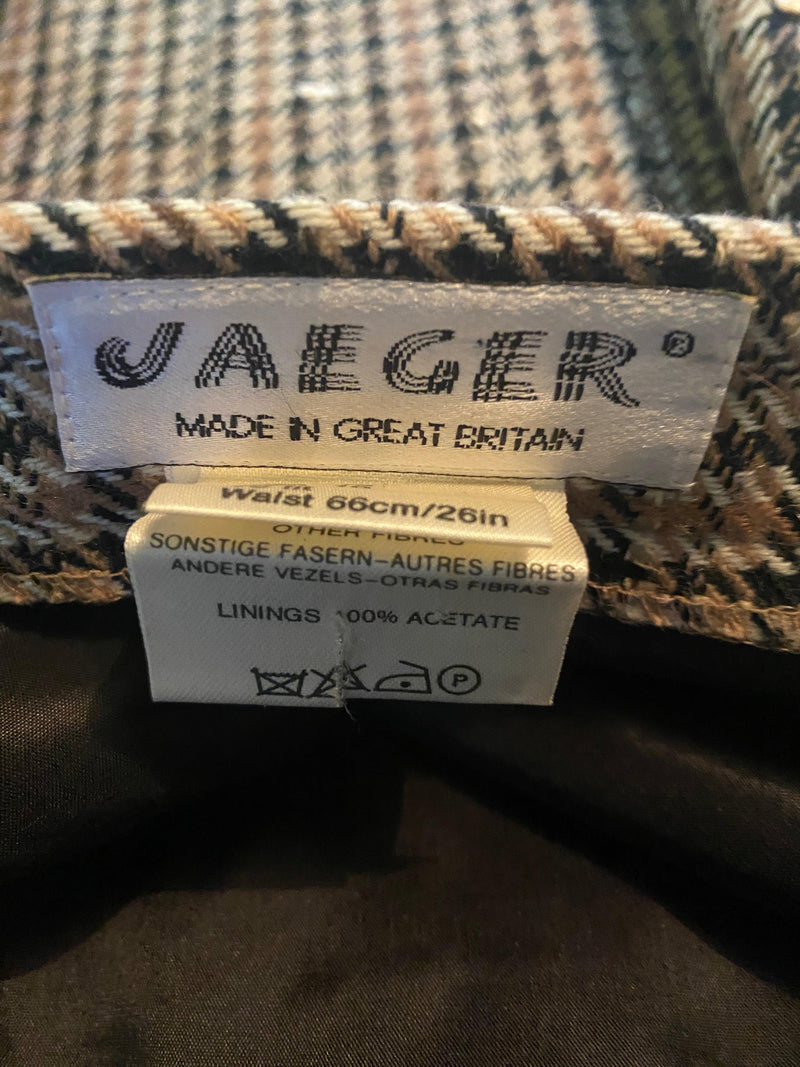 JAEGER®
MADE IN GREAT BRITAIN
Waist 66cm/26in
OTHER FIBRES
SONSTIGE FASERN-AUTRES FIBRES
ANDERE VEZELS-OTRAS FIBRAS
LININGS 100% ACETATE
P